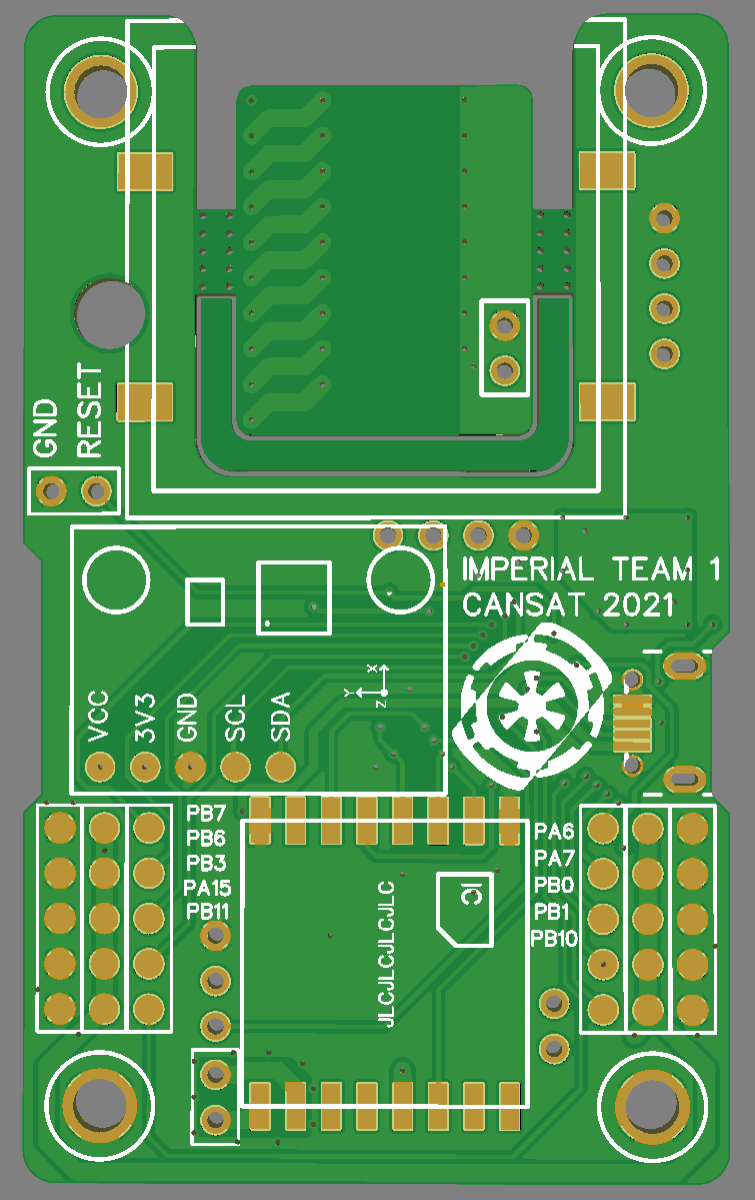 GND
RESET
IMPERIAL TEAM 1
CANSAT 2021
X
Y
Z
VCC
3V3
GND
SCL
SDA
PB7
PB6
PB3
PA15
PB11
PA6
PA7
PB0
PB1
PB10
IC
JLCJLCJLCJLC